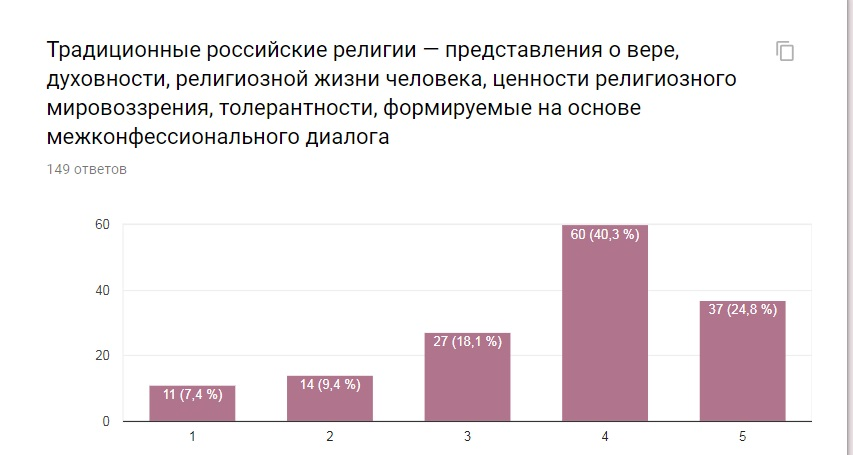 Традиционные российские религии — представления о вере,
духовности, религиозной жизни человека, ценности религиозного
мировоззрения, толерантности, формируемые на основе
межконфессионального диалога
149 ответов
60
40
20
0
11 (7,4 %)
14 (9,4 %)
27 (18,1 %)
60 (40,3 %)
37 (24,8 %)
1 2 3 4 5